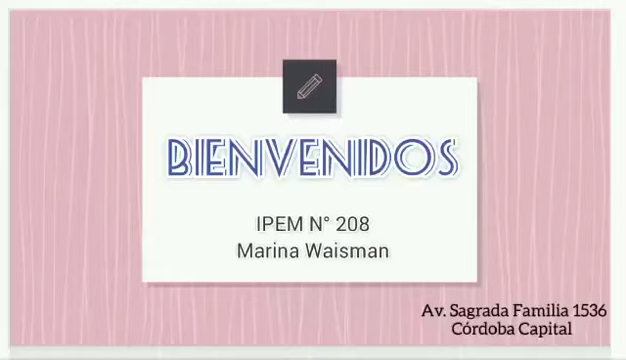 BIENVENIDOS
IPEM N° 208
Marina Waisman
Av. Sagrada Familia 1536
Córdoba Capital